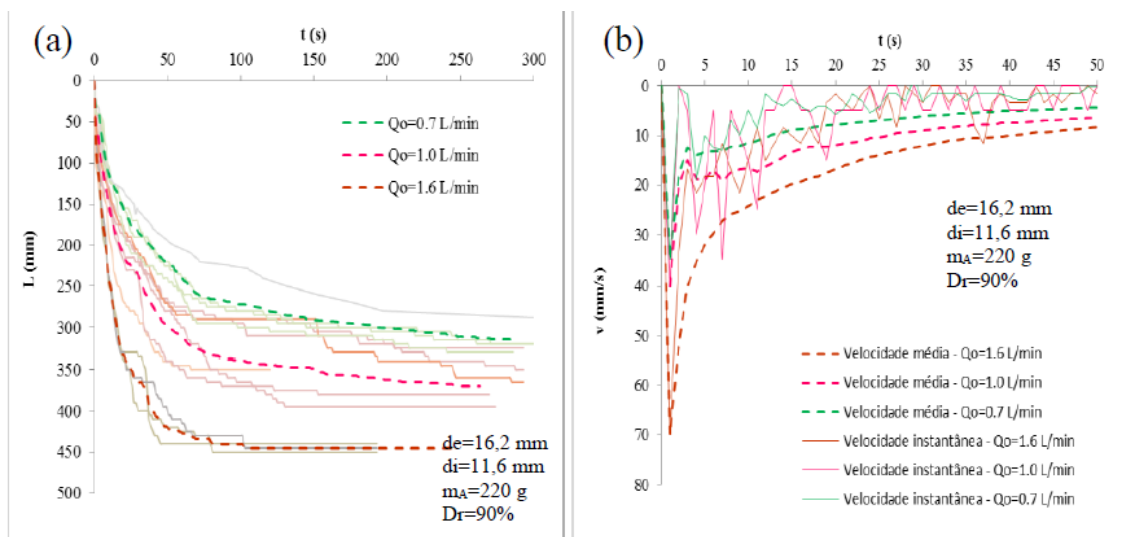 (a)
t (s)
0 50 100 150 200 250 300
0
50
100
150
200
250
300
350
400
450
500
L (mm)
Qo=0.7 L/min
Qo=1.0 L/min
Qo=1.6 L/min
de=16,2 mm
di=11,6 mm
mA=220 g
Dr=90%
(b)
t (s)
0 5 10 15 20 25 30 35 40 45 50
0
10
20
30
40
50
60
70
80
v (mm/s)
de=16,2 mm
di=11,6 mm
mA=220 g
Dr=90%
Velocidade média - Qo=1.6 L/min
Velocidade média - Qo=1.0 L/min
Velocidade média - Qo=0.7 L/min
Velocidade instantânea - Qo=1.6 L/min
Velocidade instantânea - Qo=1.0 L/min
Velocidade instantânea - Qo=0.7 L/min